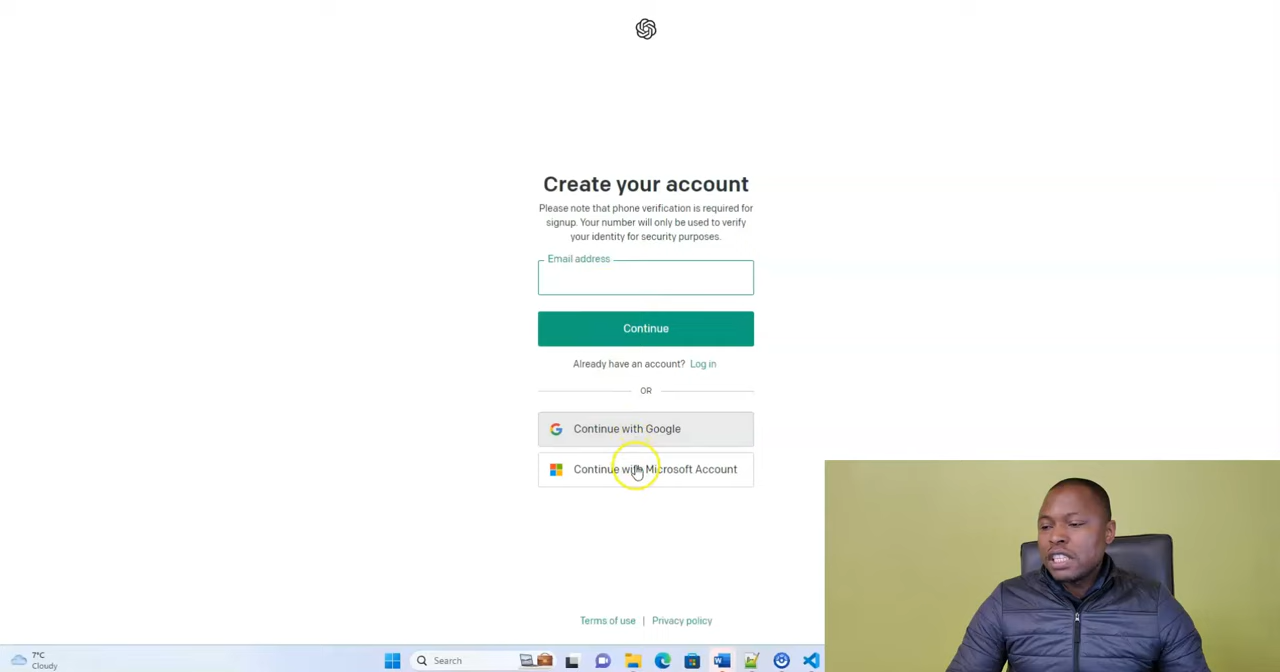 Create your account
Please note that phone verification is required for
signup. Your number will only be used to verify
your identity for security purposes.
Email address
Continue
Already have an account? Log in
OR
Continue with Google
Continue with Microsoft Account
Terms of use | Privacy policy
7°C
Cloudy
Search